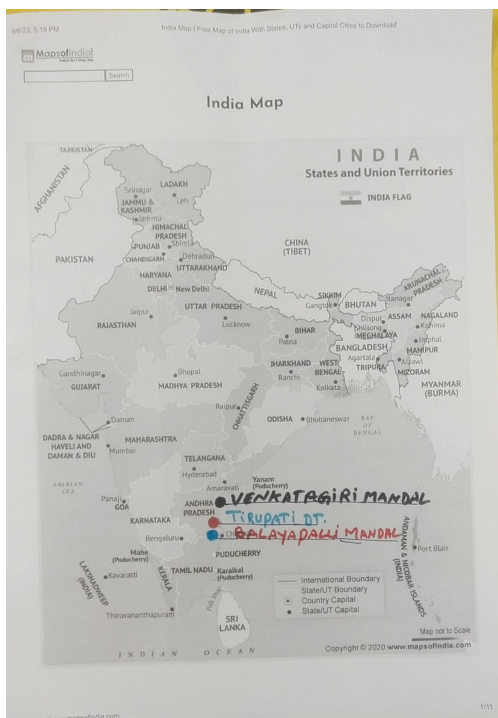 9/6/23, 5:19 PM
India Map | Free Map of India With States, UTs and Capital Cities to Download
MapsofIndia
Search
India Map
INDIA
States and Union Territories
INDIA FLAG
TAJIKISTAN
AFGHANISTAN
LADAKH
Srinagar
Leh
JAMMU &
KASHMIR
Jammu
HIMACHAL
PRADESH
PUNJAB
Shimla
CHANDIGARH
Dehradun
UTTARAKHAND
PAKISTAN
CHINA
(TIBET)
HARYANA
DELHI
New Delhi
NEPAL
SIKKIM
Gangtok
BHUTAN
ARUNACHAL
PRADESH
Itanagar
Jaipur
UTTAR PRADESH
Lucknow
RAJASTHAN
Dispur
ASSAM
NAGALAND
Kohima
Shillong
MEGHALAYA
BIHAR
Patna
Imphal
MANIPUR
BANGLADESH
Agartala
Aizawl
TRIPURA
MIZORAM
JHARKHAND
Ranchi
WEST
BENGAL
Kolkata
MYANMAR
(BURMA)
Gandhinagar
GUJARAT
Bhopal
MADHYA PRADESH
Raipur
CHHATTISGARH
ODISHA
Bhubaneswar
BAY
OF
BENGAL
Daman
DADRA & NAGAR
HAVELI AND
DAMAN & DIU
MAHARASHTRA
Mumbai
TELANGANA
Hyderabad
ARABIAN
SEA
Amaravati
Yanam
(Puducherry)
Panaji
GOA
ANDHRA
PRADESH
VENKATAGIRI MANDAL
TIRUPATI DT.
KARNATAKA
BALAYAPALLI MANDAL
Bengaluru
Mahe
(Puducherry)
PUDUCHERRY
ANDAMAN & NICOBAR ISLANDS
(INDIA)
Port Blair
LAKSHADWEEP
(INDIA)
Kavaratti
KERALA
TAMIL NADU
Karaikal
(Puducherry)
Thiruvananthapuram
SRI
LANKA
International Boundary
State/UT Boundary
Country Capital
State/UT Capital
Map not to Scale
Copyright © 2020 www.mapsofindia.com
INDIAN OCEAN
1/11